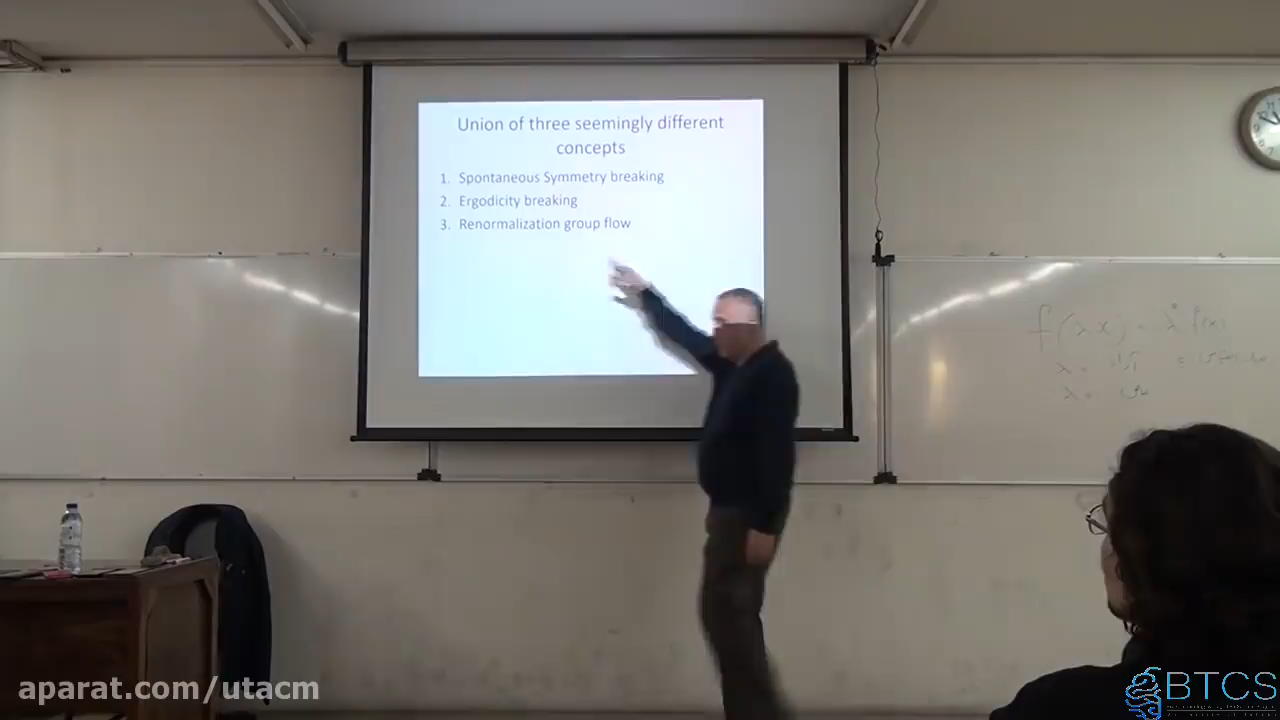 Union of three seemingly different
concepts
1. Spontaneous Symmetry breaking
2. Ergodicity breaking
3. Renormalization group flow
f(λx) = λ f(x)
aparat.com/utacm
BTCS